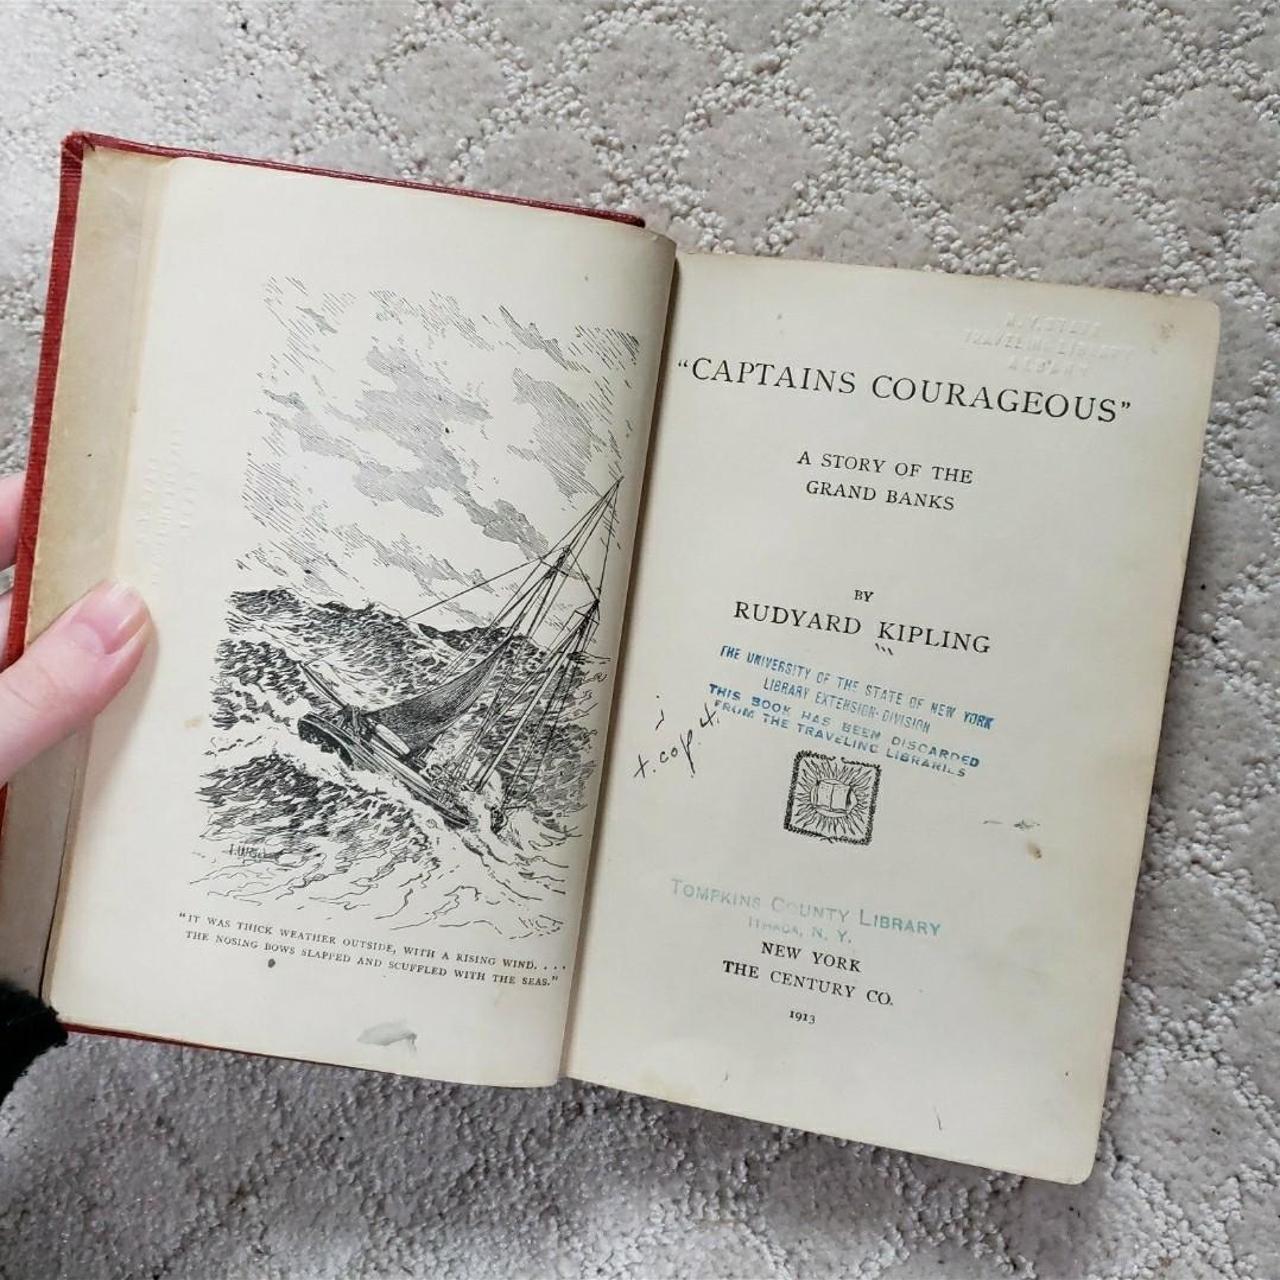 "IT WAS THICK WEATHER OUTSIDE, WITH A RISING WIND. . . .
THE NOSING BOWS SLAPPED AND SCUFFLED WITH THE SEAS."
TRAVELING LIBRARY
ALBANY
"CAPTAINS COURAGEOUS"
A STORY OF THE
GRAND BANKS
BY
RUDYARD KIPLING
THE UNIVERSITY OF THE STATE OF NEW YORK
LIBRARY EXTENSION DIVISION
THIS BOOK HAS BEEN DISCARDED
FROM THE TRAVELING LIBRARIES
TOMPKINS COUNTY LIBRARY
ITHACA, N. Y.
NEW YORK
THE CENTURY CO.
1913